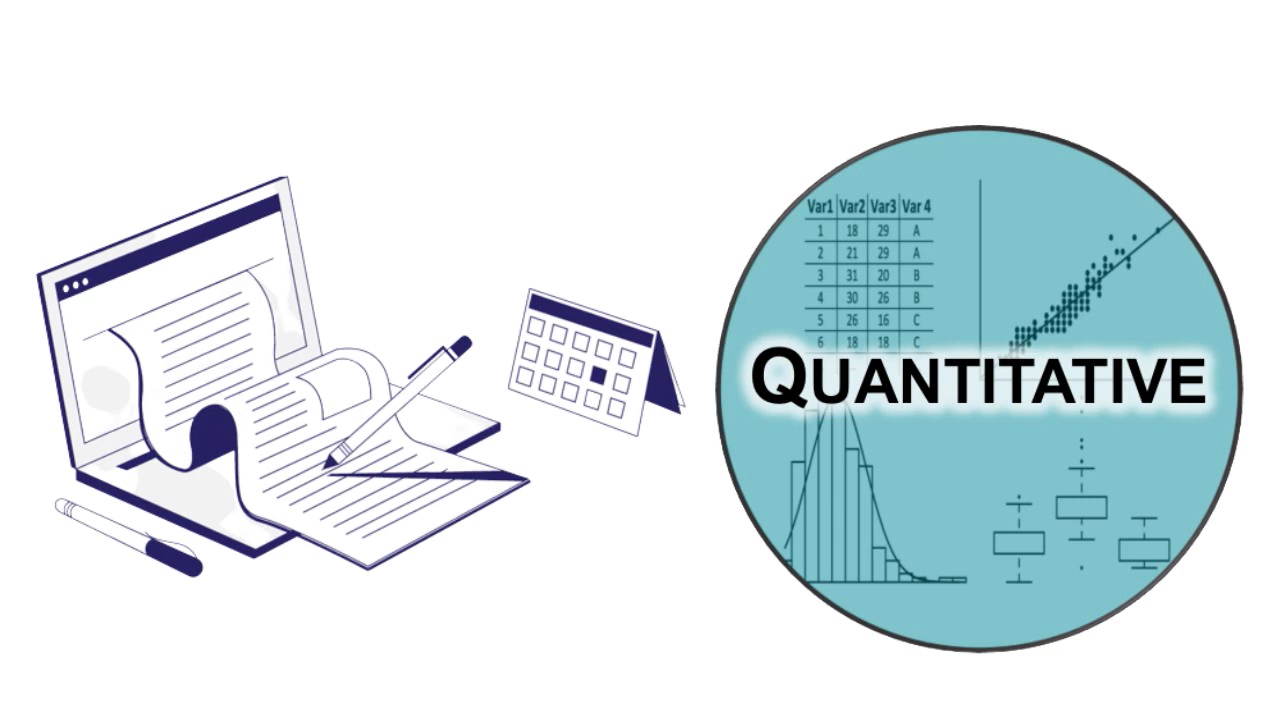 Var1 Var2 Var3 Var 4
1 18 29 A
2 21 29 A
3 31 20 B
4 30 26 B
5 26 16 C
6 18 18 C
QUANTITATIVE